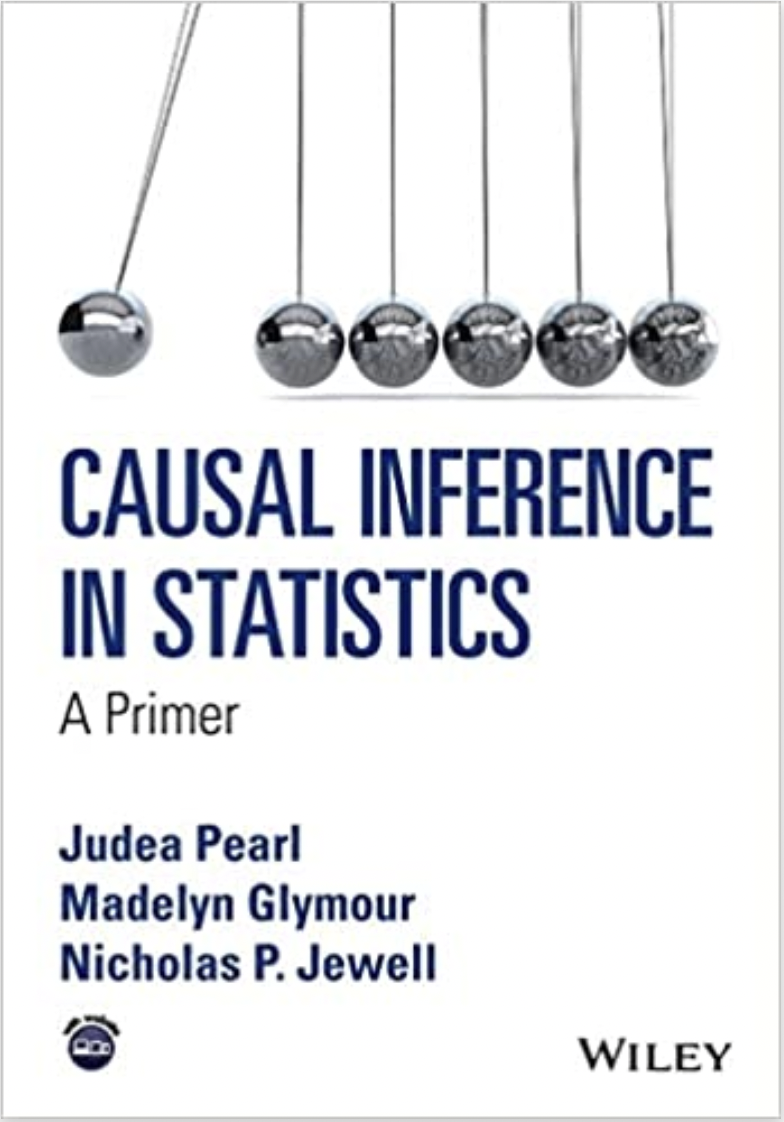 CAUSAL INFERENCE
IN STATISTICS
A Primer
Judea Pearl
Madelyn Glymour
Nicholas P. Jewell
WILEY